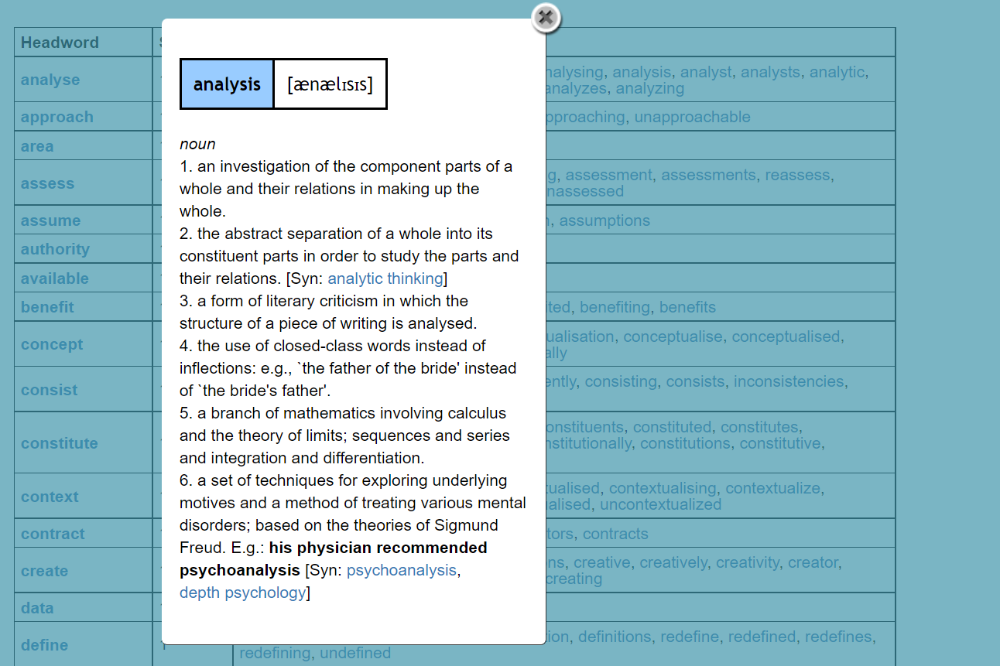 Headword
analyse
nalysing, analysis, analyst, analysts, analytic,
analyzes, analyzing
approach
pproaching, unapproachable
area
assess
g, assessment, assessments, reassess,
nassessed
assume
n, assumptions
authority
available
benefit
ted, benefiting, benefits
concept
ualisation, conceptualise, conceptualised,
ally
consist
ently, consisting, consists, inconsistencies,
constitute
onstituents, constituted, constitutes,
nstitutionally, constitutions, constitutive,
context
tualised, contextualising, contextualize,
ualised, uncontextualized
contract
tors, contracts
create
ns, creative, creatively, creativity, creator,
creating
data
define
1
tion, definitions, redefine, redefined, redefines,
redefining, undefined
analysis [ænælɪsɪs]
noun
1. an investigation of the component parts of a
whole and their relations in making up the
whole.
2. the abstract separation of a whole into its
constituent parts in order to study the parts and
their relations. [Syn: analytic thinking]
3. a form of literary criticism in which the
structure of a piece of writing is analysed.
4. the use of closed-class words instead of
inflections: e.g., `the father of the bride' instead
of `the bride's father'.
5. a branch of mathematics involving calculus
and the theory of limits; sequences and series
and integration and differentiation.
6. a set of techniques for exploring underlying
motives and a method of treating various mental
disorders; based on the theories of Sigmund
Freud. E.g.: his physician recommended
psychoanalysis [Syn: psychoanalysis,
depth psychology]